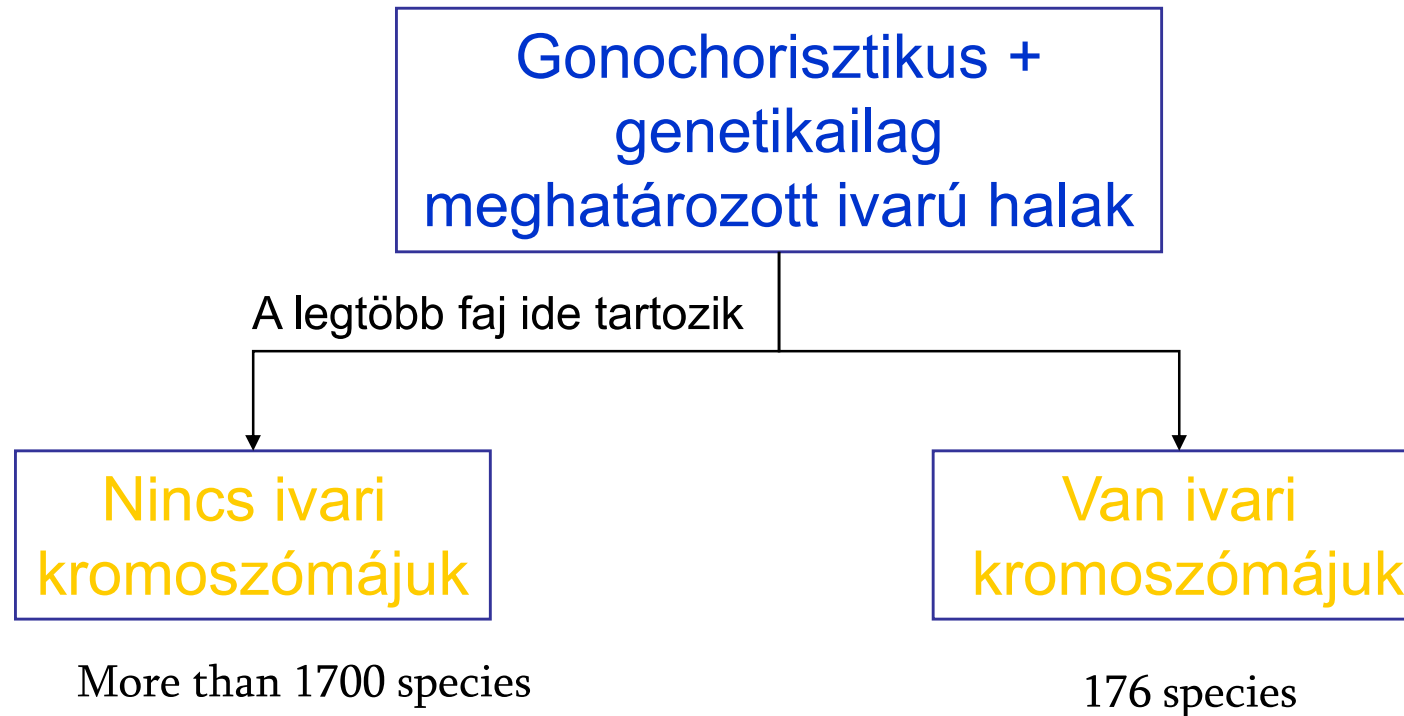 Gonochorisztikus +
genetikailag
meghatározott ivarú halak
A legtöbb faj ide tartozik
Nincs ivari
kromoszómájuk
Van ivari
kromoszómájuk
More than 1700 species
176 species